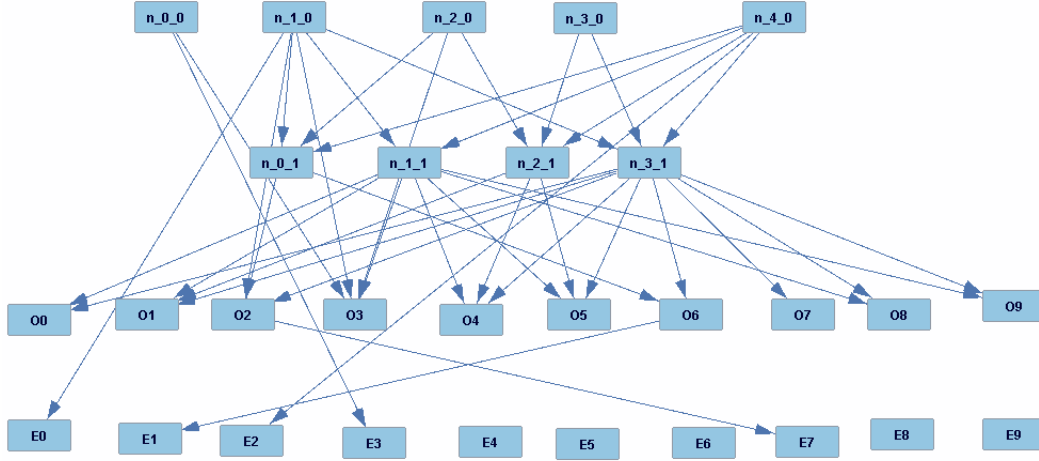 n_0_0 n_1_0 n_2_0 n_3_0 n_4_0
n_0_1 n_1_1 n_2_1 n_3_1
O0 O1 O2 O3 O4 O5 O6 O7 O8 O9
E0 E1 E2 E3 E4 E5 E6 E7 E8 E9